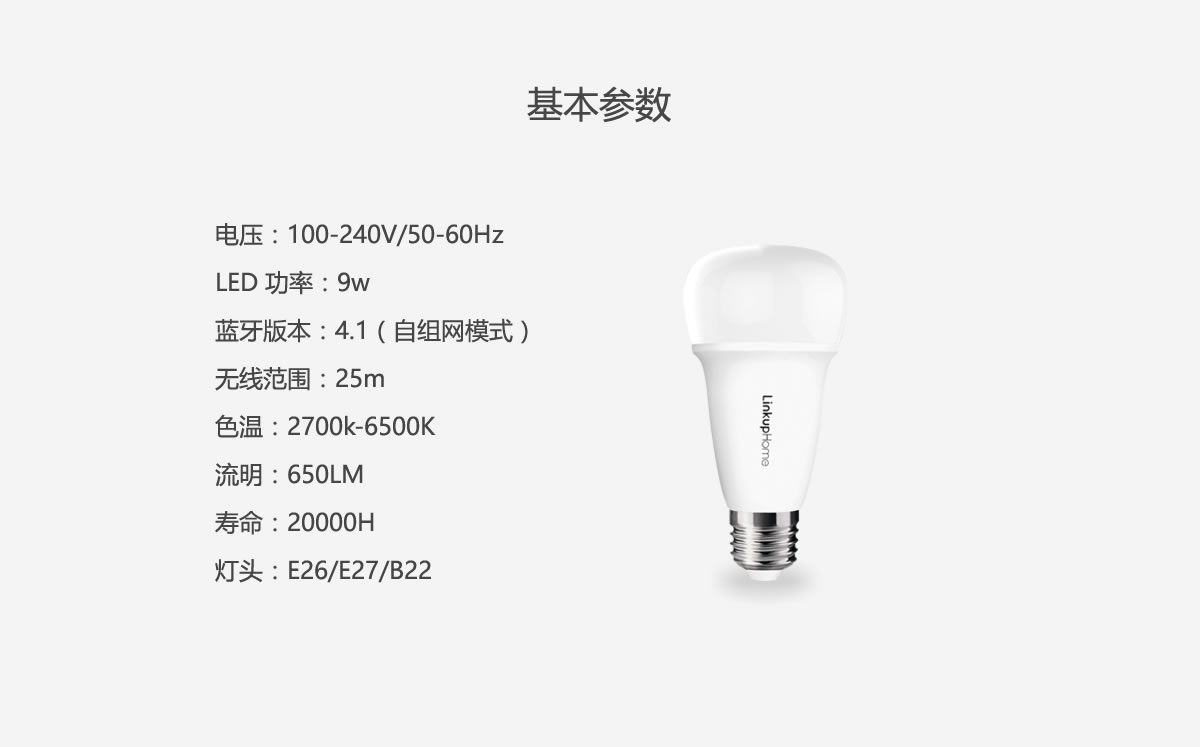 基本参数
电压：100-240V/50-60Hz
LED 功率：9w
蓝牙版本：4.1（自组网模式）
无线范围：25m
色温：2700k-6500K
流明：650LM
寿命：20000H
灯头：E26/E27/B22
LinkupHome